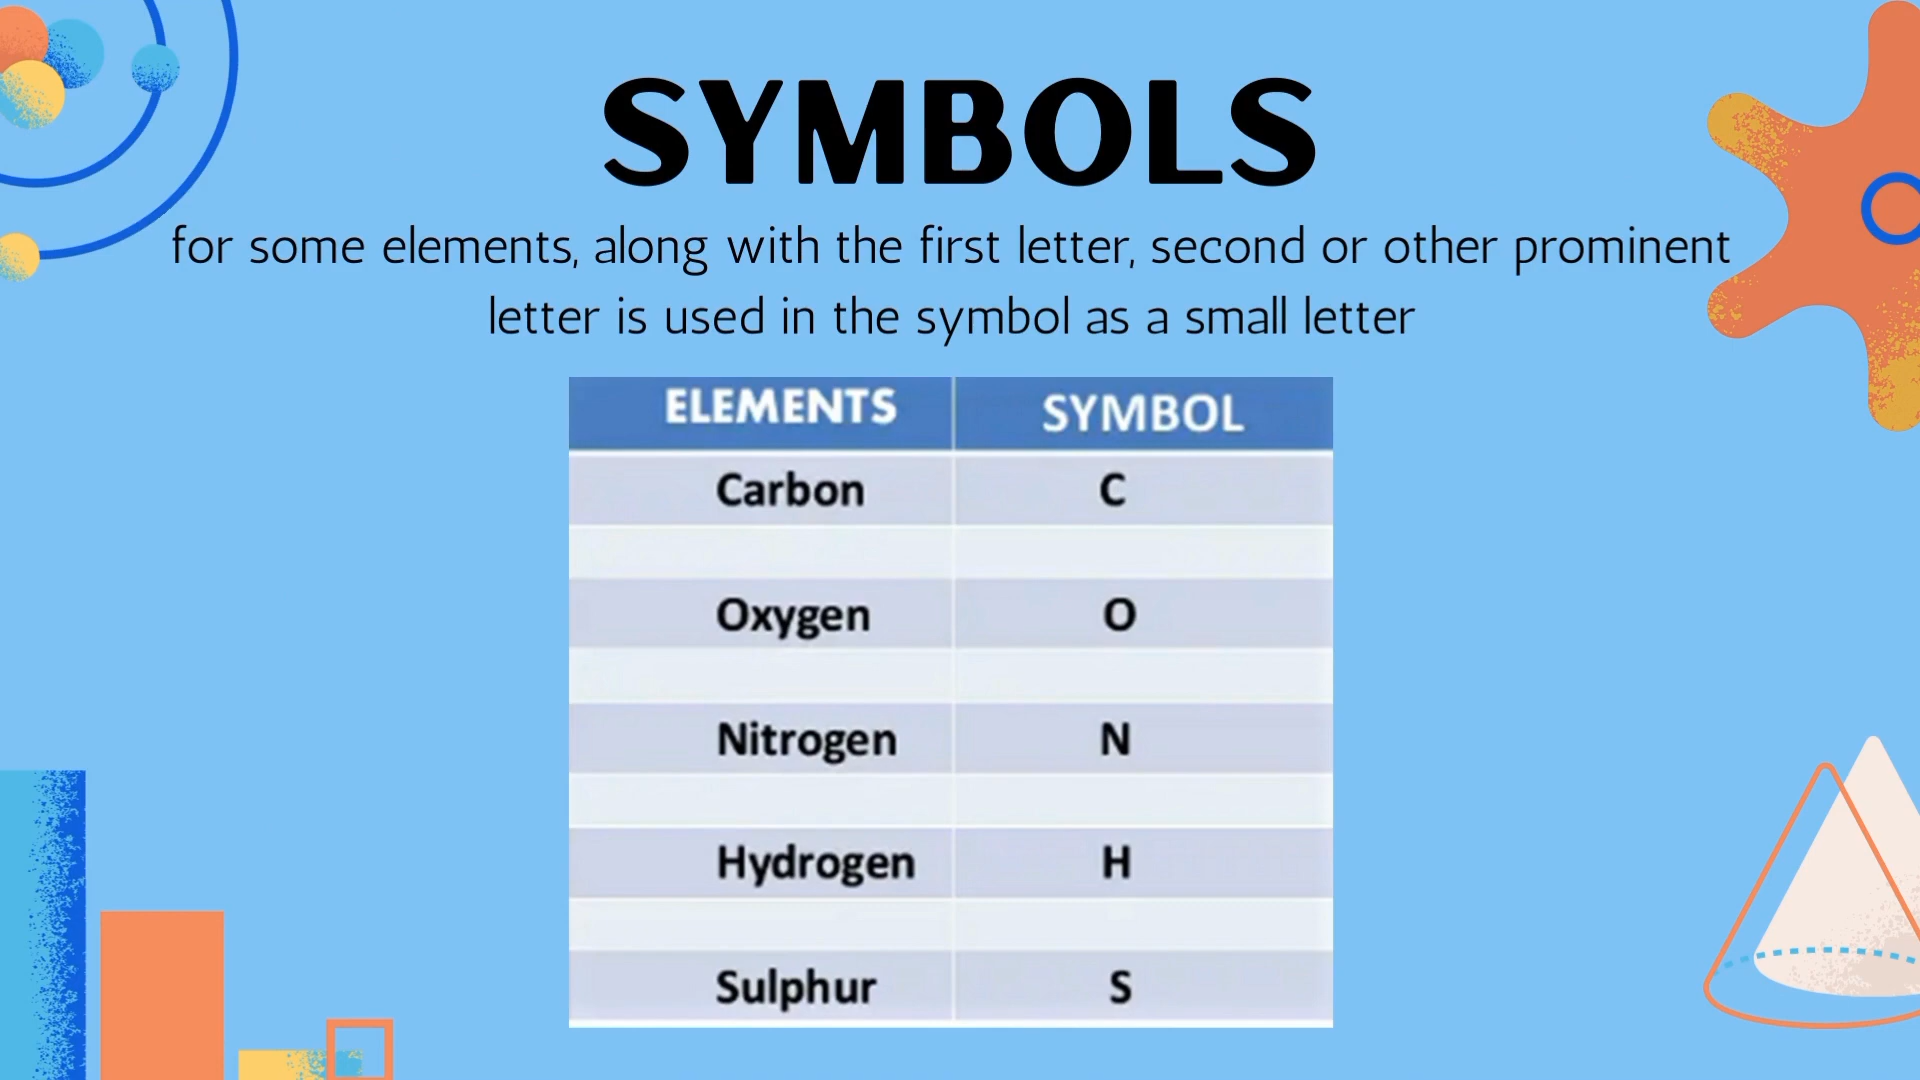 SYMBOLS
for some elements, along with the first letter, second or other prominent
letter is used in the symbol as a small letter
ELEMENTS SYMBOL
Carbon C
Oxygen O
Nitrogen N
Hydrogen H
Sulphur S